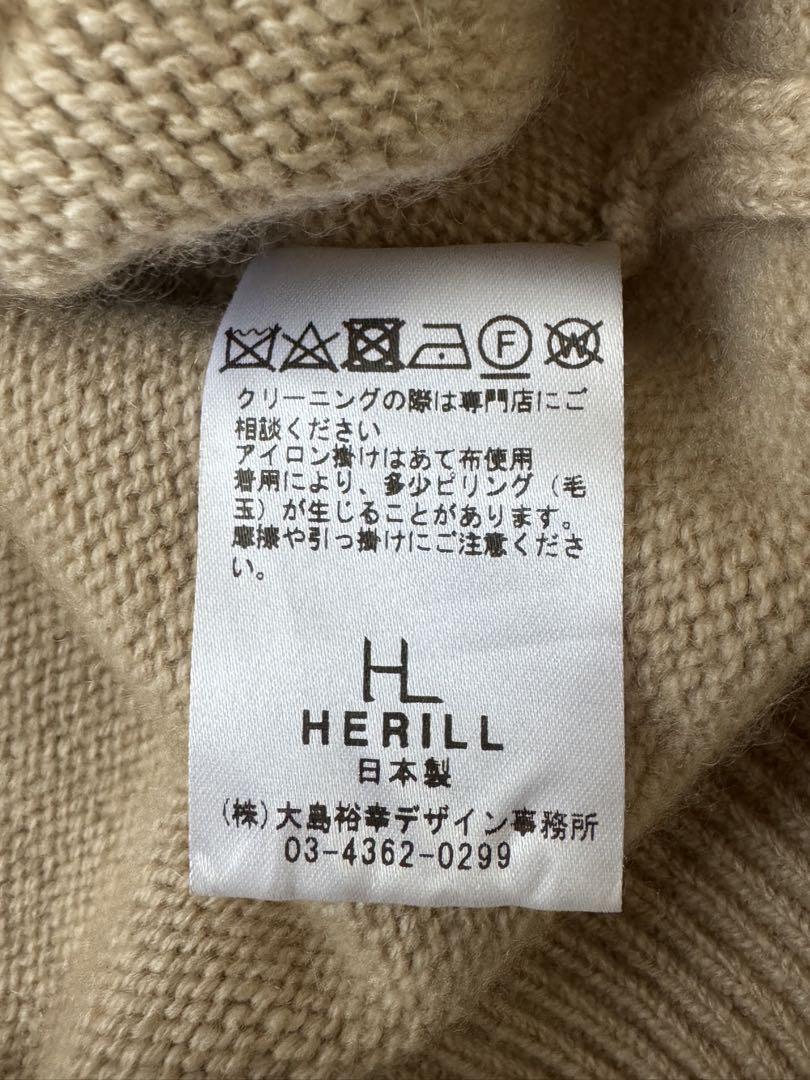 F W
クリーニングの際は専門店にご
相談ください
アイロン掛けはあて布使用
着用により、多少ピリング（毛
玉）が生じることがあります。
摩擦や引っ掛けにご注意くださ
い。
HL
HERILL
日本製
(株)大島裕幸デザイン事務所
03-4362-0299